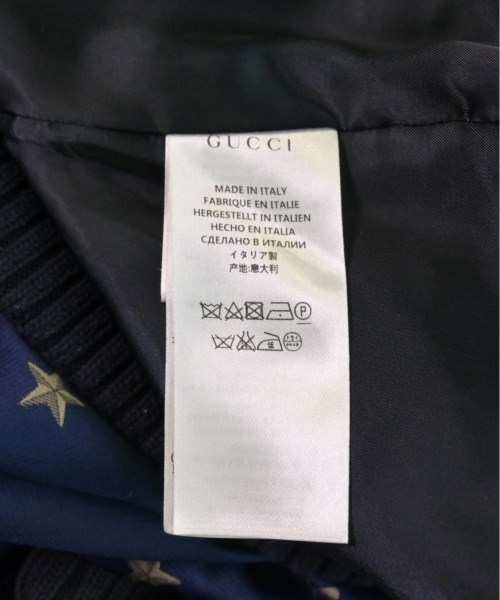 GUCCI
MADE IN ITALY
FABRIQUE EN ITALIE
HERGESTELLT IN ITALIEN
HECHO EN ITALIA
СДЕЛАНО В ИТАЛИИ
イタリア製
产地:意大利
P
低